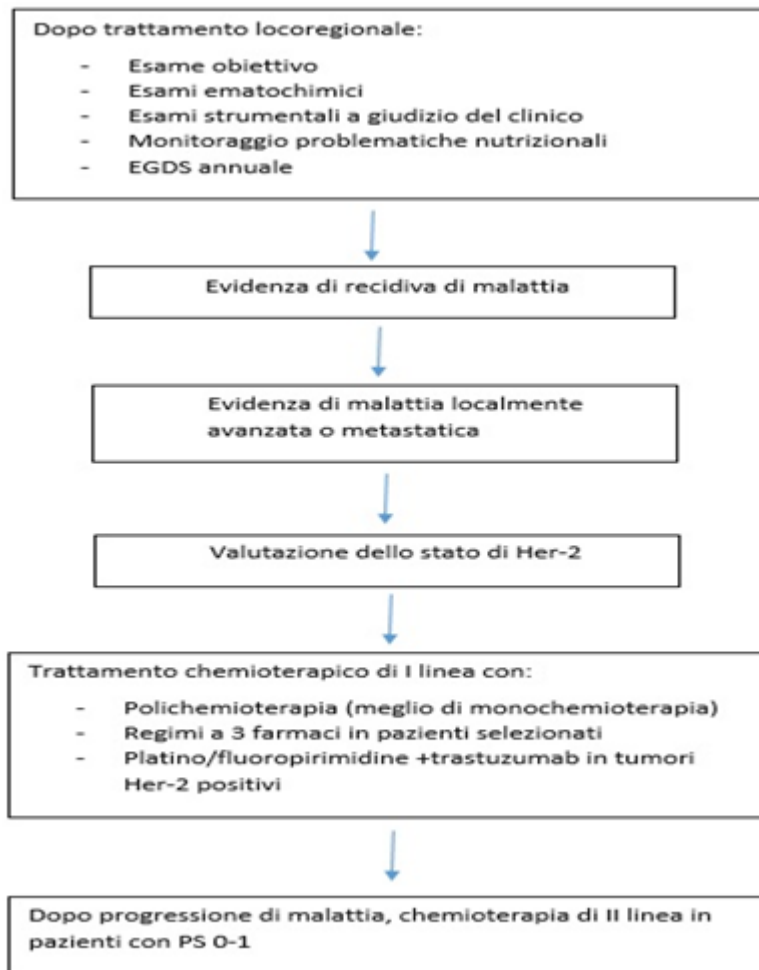 Dopo trattamento locoregionale:
- Esame obiettivo
- Esami ematochimici
- Esami strumentali a giudizio del clinico
- Monitoraggio problematiche nutrizionali
- EGDS annuale
Evidenza di recidiva di malattia
Evidenza di malattia localmente
avanzata o metastatica
Valutazione dello stato di Her-2
Trattamento chemioterapico di I linea con:
- Polichemioterapia (meglio di monochemioterapia)
- Regimi a 3 farmaci in pazienti selezionati
- Platino/fluoropirimidine +trastuzumab in tumori
Her-2 positivi
Dopo progressione di malattia, chemioterapia di II linea in
pazienti con PS 0-1